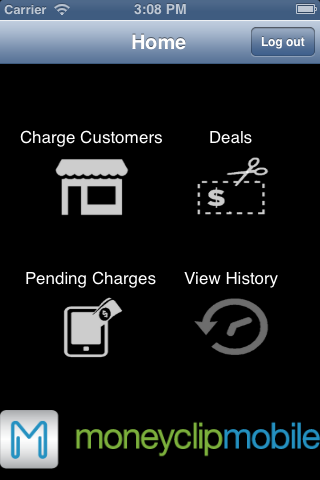 Carrier 3:08 PM
Home Log out
Charge Customers Deals
$
Pending Charges View History
$
M moneyclipmobile